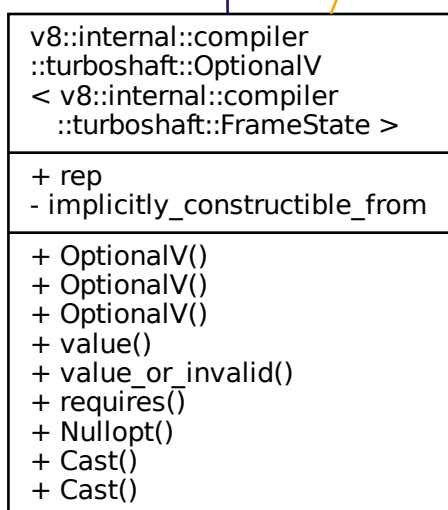 v8::internal::compiler
::turboshaft::OptionalV
< v8::internal::compiler
::turboshaft::FrameState >
+ rep
- implicitly_constructible_from
+ OptionalV()
+ OptionalV()
+ OptionalV()
+ value()
+ value_or_invalid()
+ requires()
+ Nullopt()
+ Cast()
+ Cast()